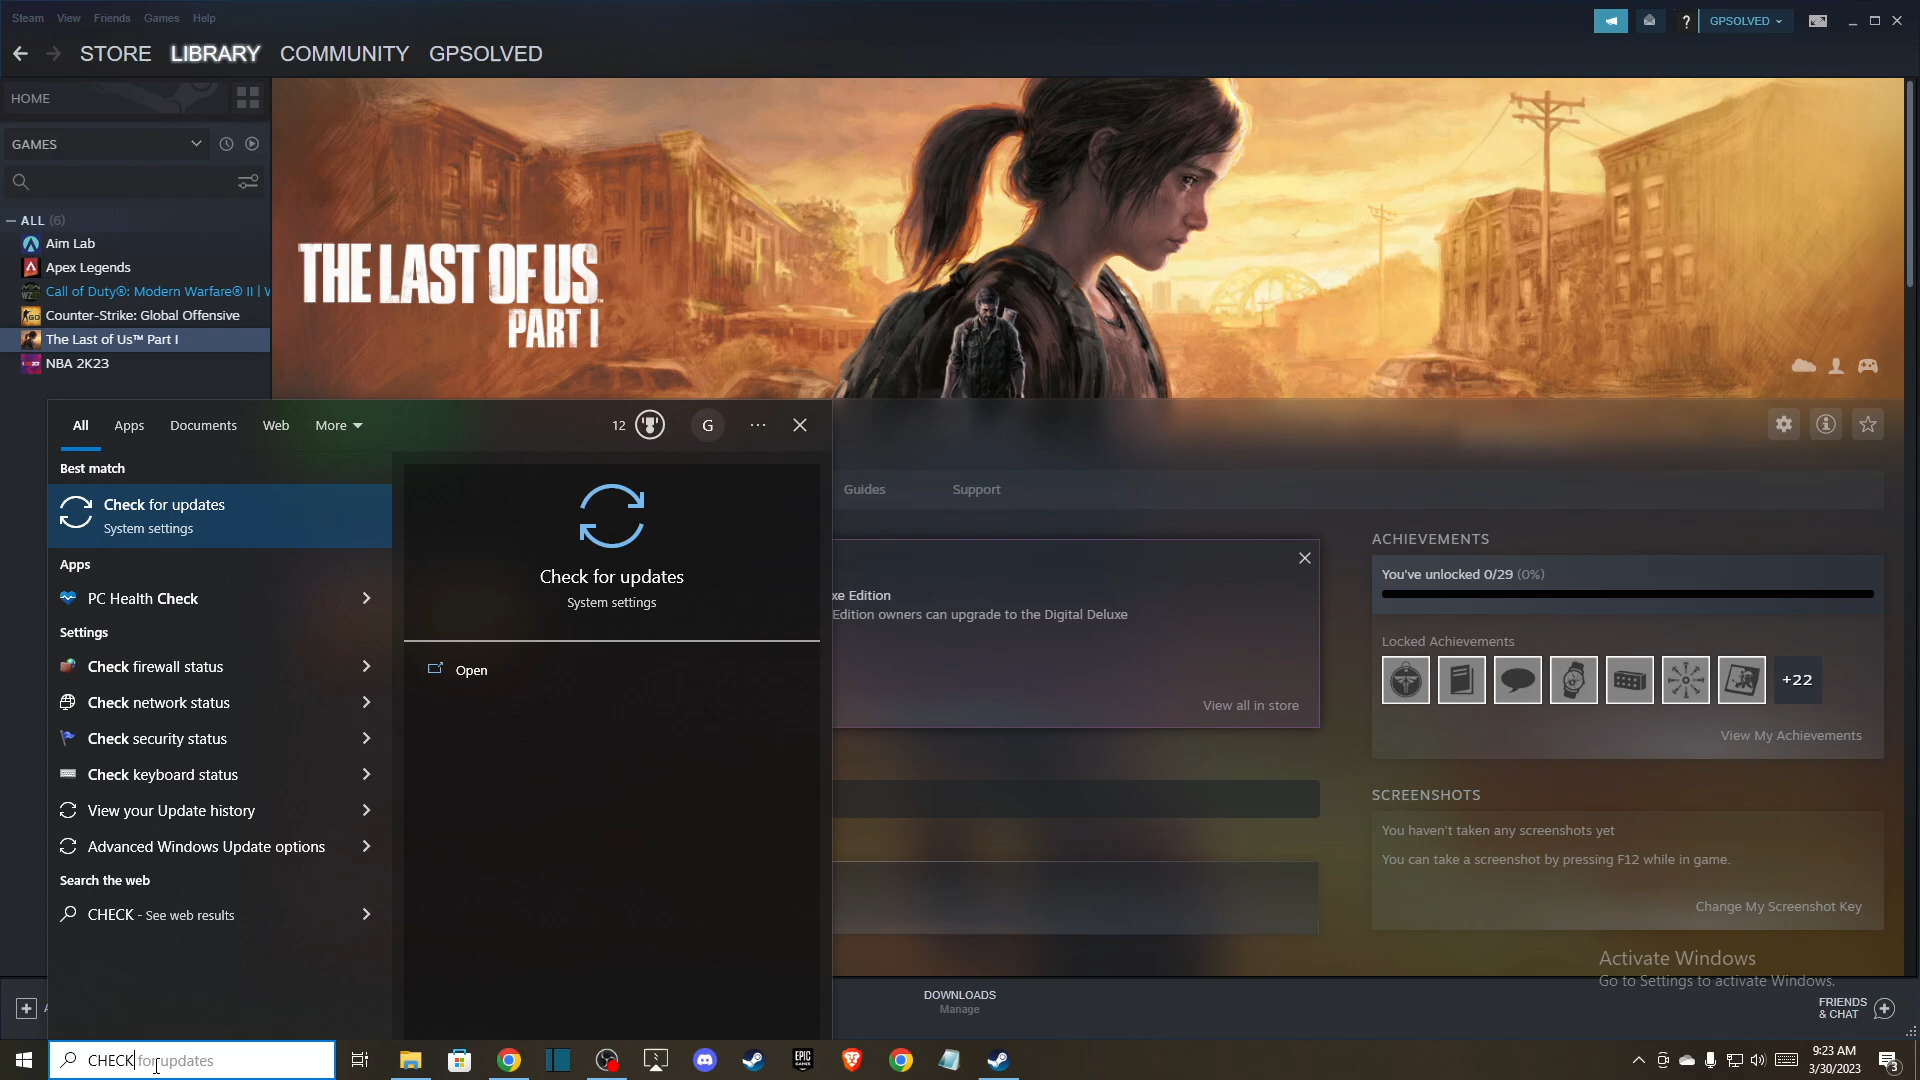 Steam View Friends Games Help
GPSOLVED
STORE LIBRARY COMMUNITY GPSOLVED
HOME
GAMES
ALL (6)
Aim Lab
Apex Legends
Call of Duty®: Modern Warfare® II |
Counter-Strike: Global Offensive
The Last of Us™ Part I
NBA 2K23
THE LAST OF US
PART I
All Apps Documents Web More
12
G
Best match
Check for updates
System settings
Apps
PC Health Check
Settings
Check firewall status
Check network status
Check security status
Check keyboard status
View your Update history
Advanced Windows Update options
Search the web
CHECK - See web results
Check for updates
System settings
Open
Guides Support
xe Edition
Edition owners can upgrade to the Digital Deluxe
View all in store
ACHIEVEMENTS
You've unlocked 0/29 (0%)
Locked Achievements
+22
View My Achievements
SCREENSHOTS
You haven't taken any screenshots yet
You can take a screenshot by pressing F12 while in game.
Change My Screenshot Key
Activate Windows
Go to Settings to activate Windows.
DOWNLOADS
Manage
FRIENDS
& CHAT
CHECK for updates
EPIC
GAMES
9:23 AM
3/30/2023
3